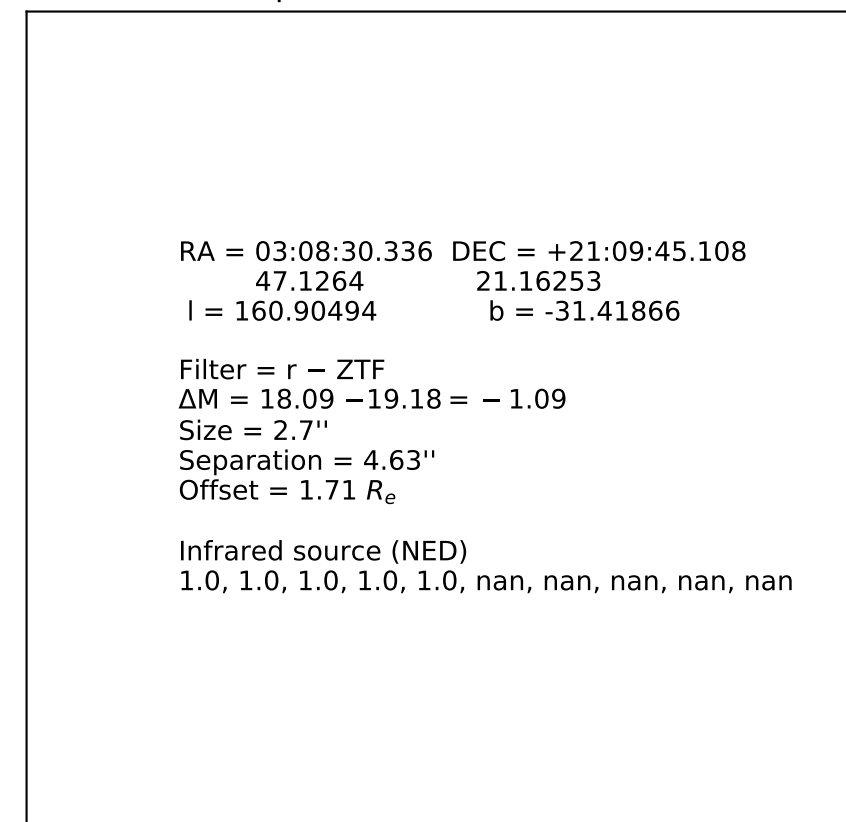 RA = 03:08:30.336 DEC = +21:09:45.108
47.1264 21.16253
l = 160.90494 b = -31.41866
Filter = r − ZTF
ΔM = 18.09 −19.18 = − 1.09
Size = 2.7''
Separation = 4.63''
Offset = 1.71 Re
Infrared source (NED)
1.0, 1.0, 1.0, 1.0, 1.0, nan, nan, nan, nan, nan